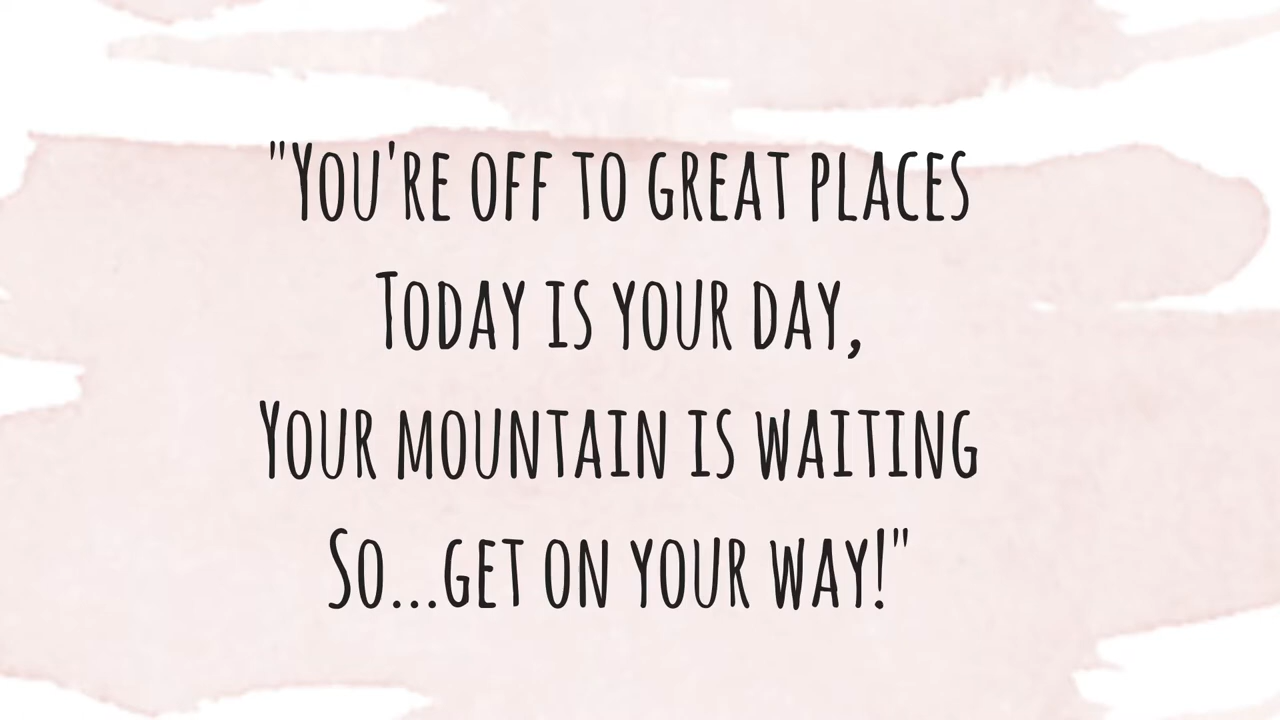 "You're off to great places
Today is your day,
Your mountain is waiting
So...get on your way!"